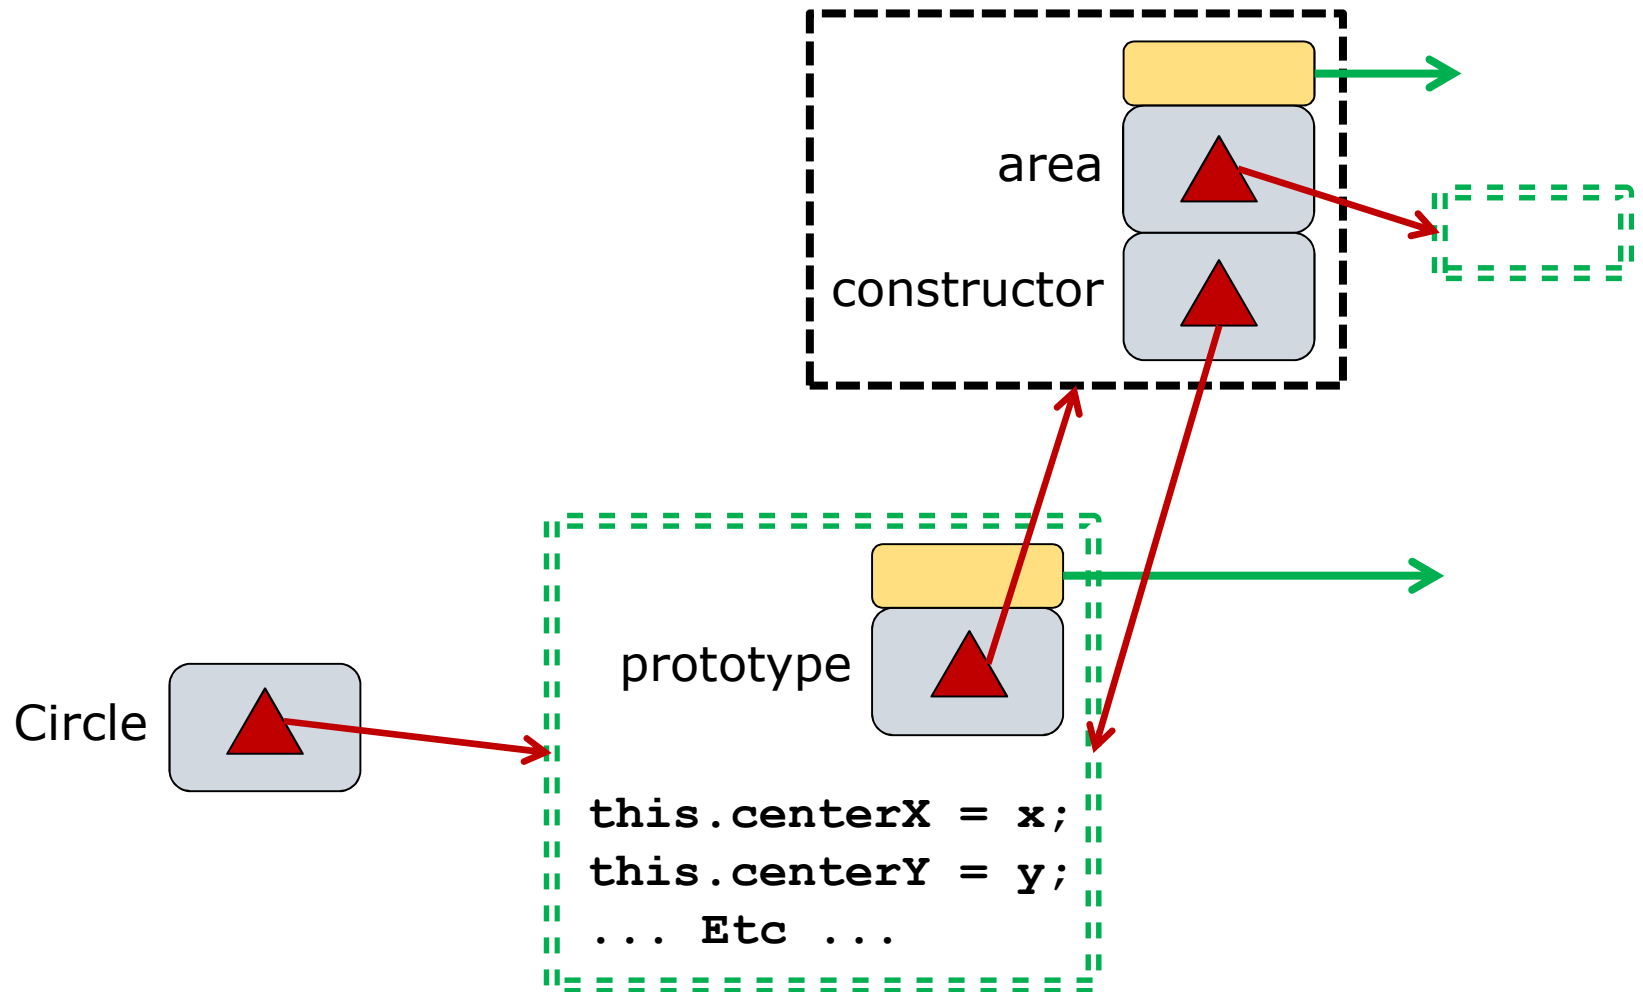 area
constructor
prototype
Circle
this.centerX = x;
this.centerY = y;
... Etc ...